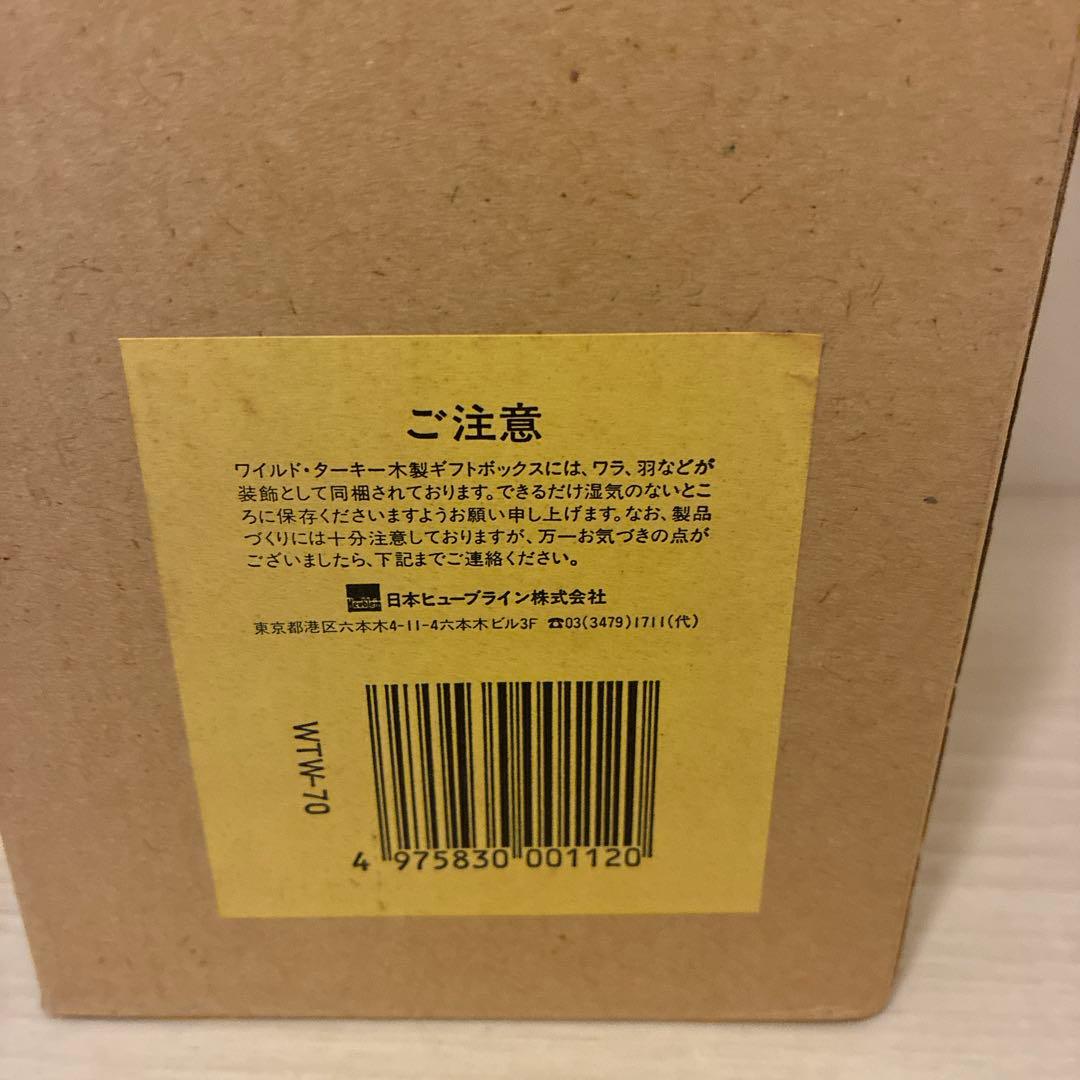 ご注意
ワイルド・ターキー木製ギフトボックスには、ワラ、羽などが
装飾として同梱されております。できるだけ湿気のないとこ
ろに保存くださいますようお願い申し上げます。なお、製品
づくりには十分注意しておりますが、万一お気づきの点が
ございましたら、下記までご連絡ください。
Heublein 日本ヒューブライン株式会社
東京都港区六本木4-11-4六本木ビル3F ☎03(3479)1711(代)
WTW-70
4 975830 001120